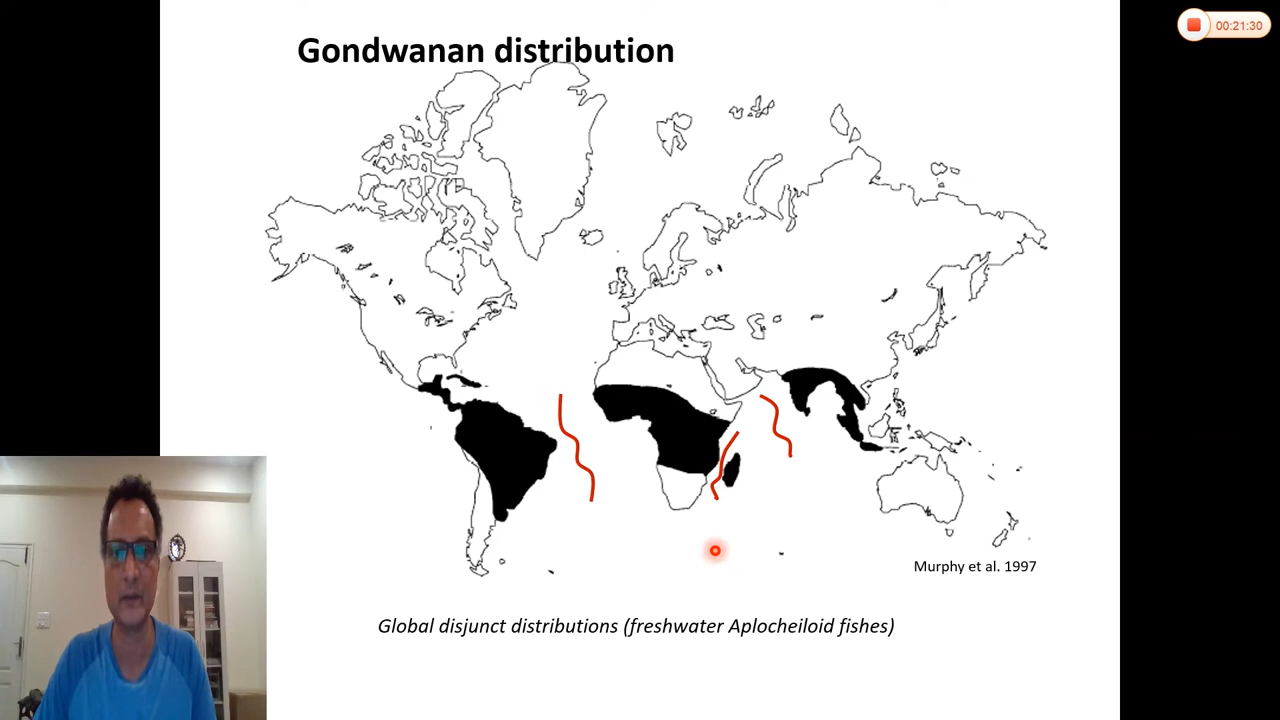 Gondwanan distribution
00:21:30
Murphy et al. 1997
Global disjunct distributions (freshwater Aplocheiloid fishes)